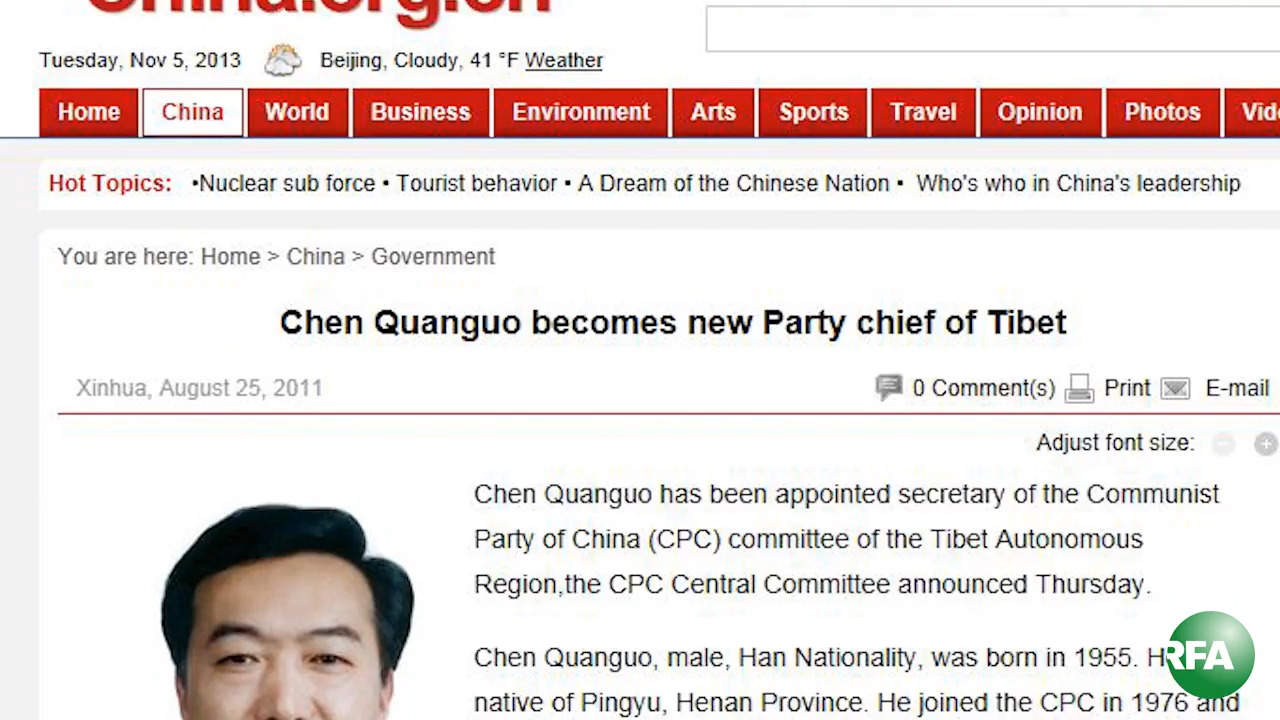 China.org.cn
Tuesday, Nov 5, 2013 Beijing, Cloudy, 41 °F Weather
Home China World Business Environment Arts Sports Travel Opinion Photos
Hot Topics: •Nuclear sub force • Tourist behavior • A Dream of the Chinese Nation • Who's who in China's leadership
You are here: Home > China > Government
Chen Quanguo becomes new Party chief of Tibet
Xinhua, August 25, 2011 0 Comment(s) Print E-mail
Adjust font size:
Chen Quanguo has been appointed secretary of the Communist
Party of China (CPC) committee of the Tibet Autonomous
Region,the CPC Central Committee announced Thursday.
Chen Quanguo, male, Han Nationality, was born in 1955.
native of Pingyu, Henan Province. He joined the CPC in 1976 and
RFA